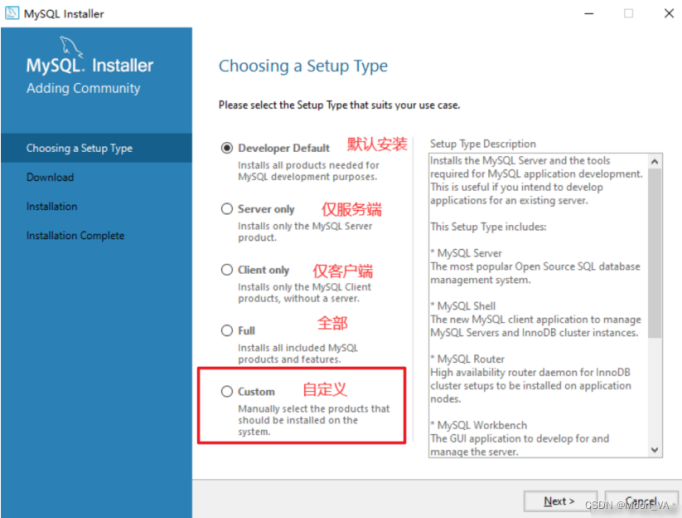 MySQL Installer
MySQL. Installer
Adding Community
Choosing a Setup Type
Download
Installation
Installation Complete
Choosing a Setup Type
Please select the Setup Type that suits your use case.
Developer Default 默认安装
Installs all products needed for
MySQL development purposes.
Server only 仅服务端
Installs only the MySQL Server
product.
Client only 仅客户端
Installs only the MySQL Client
products, without a server.
Full 全部
Installs all included MySQL
products and features.
Custom 自定义
Manually select the products that
should be installed on the
system.
Setup Type Description
Installs the MySQL Server and the tools
required for MySQL application development.
This is useful if you intend to develop
applications for an existing server.
This Setup Type includes:
* MySQL Server
The most popular Open Source SQL database
management system.
* MySQL Shell
The new MySQL client application to manage
MySQL Servers and InnoDB cluster instances.
* MySQL Router
High availability router daemon for InnoDB
cluster setups to be installed on application
nodes.
* MySQL Workbench
The GUI application to develop for and
manage the server.
Next >
Cancel
CSDN @Moon_VA